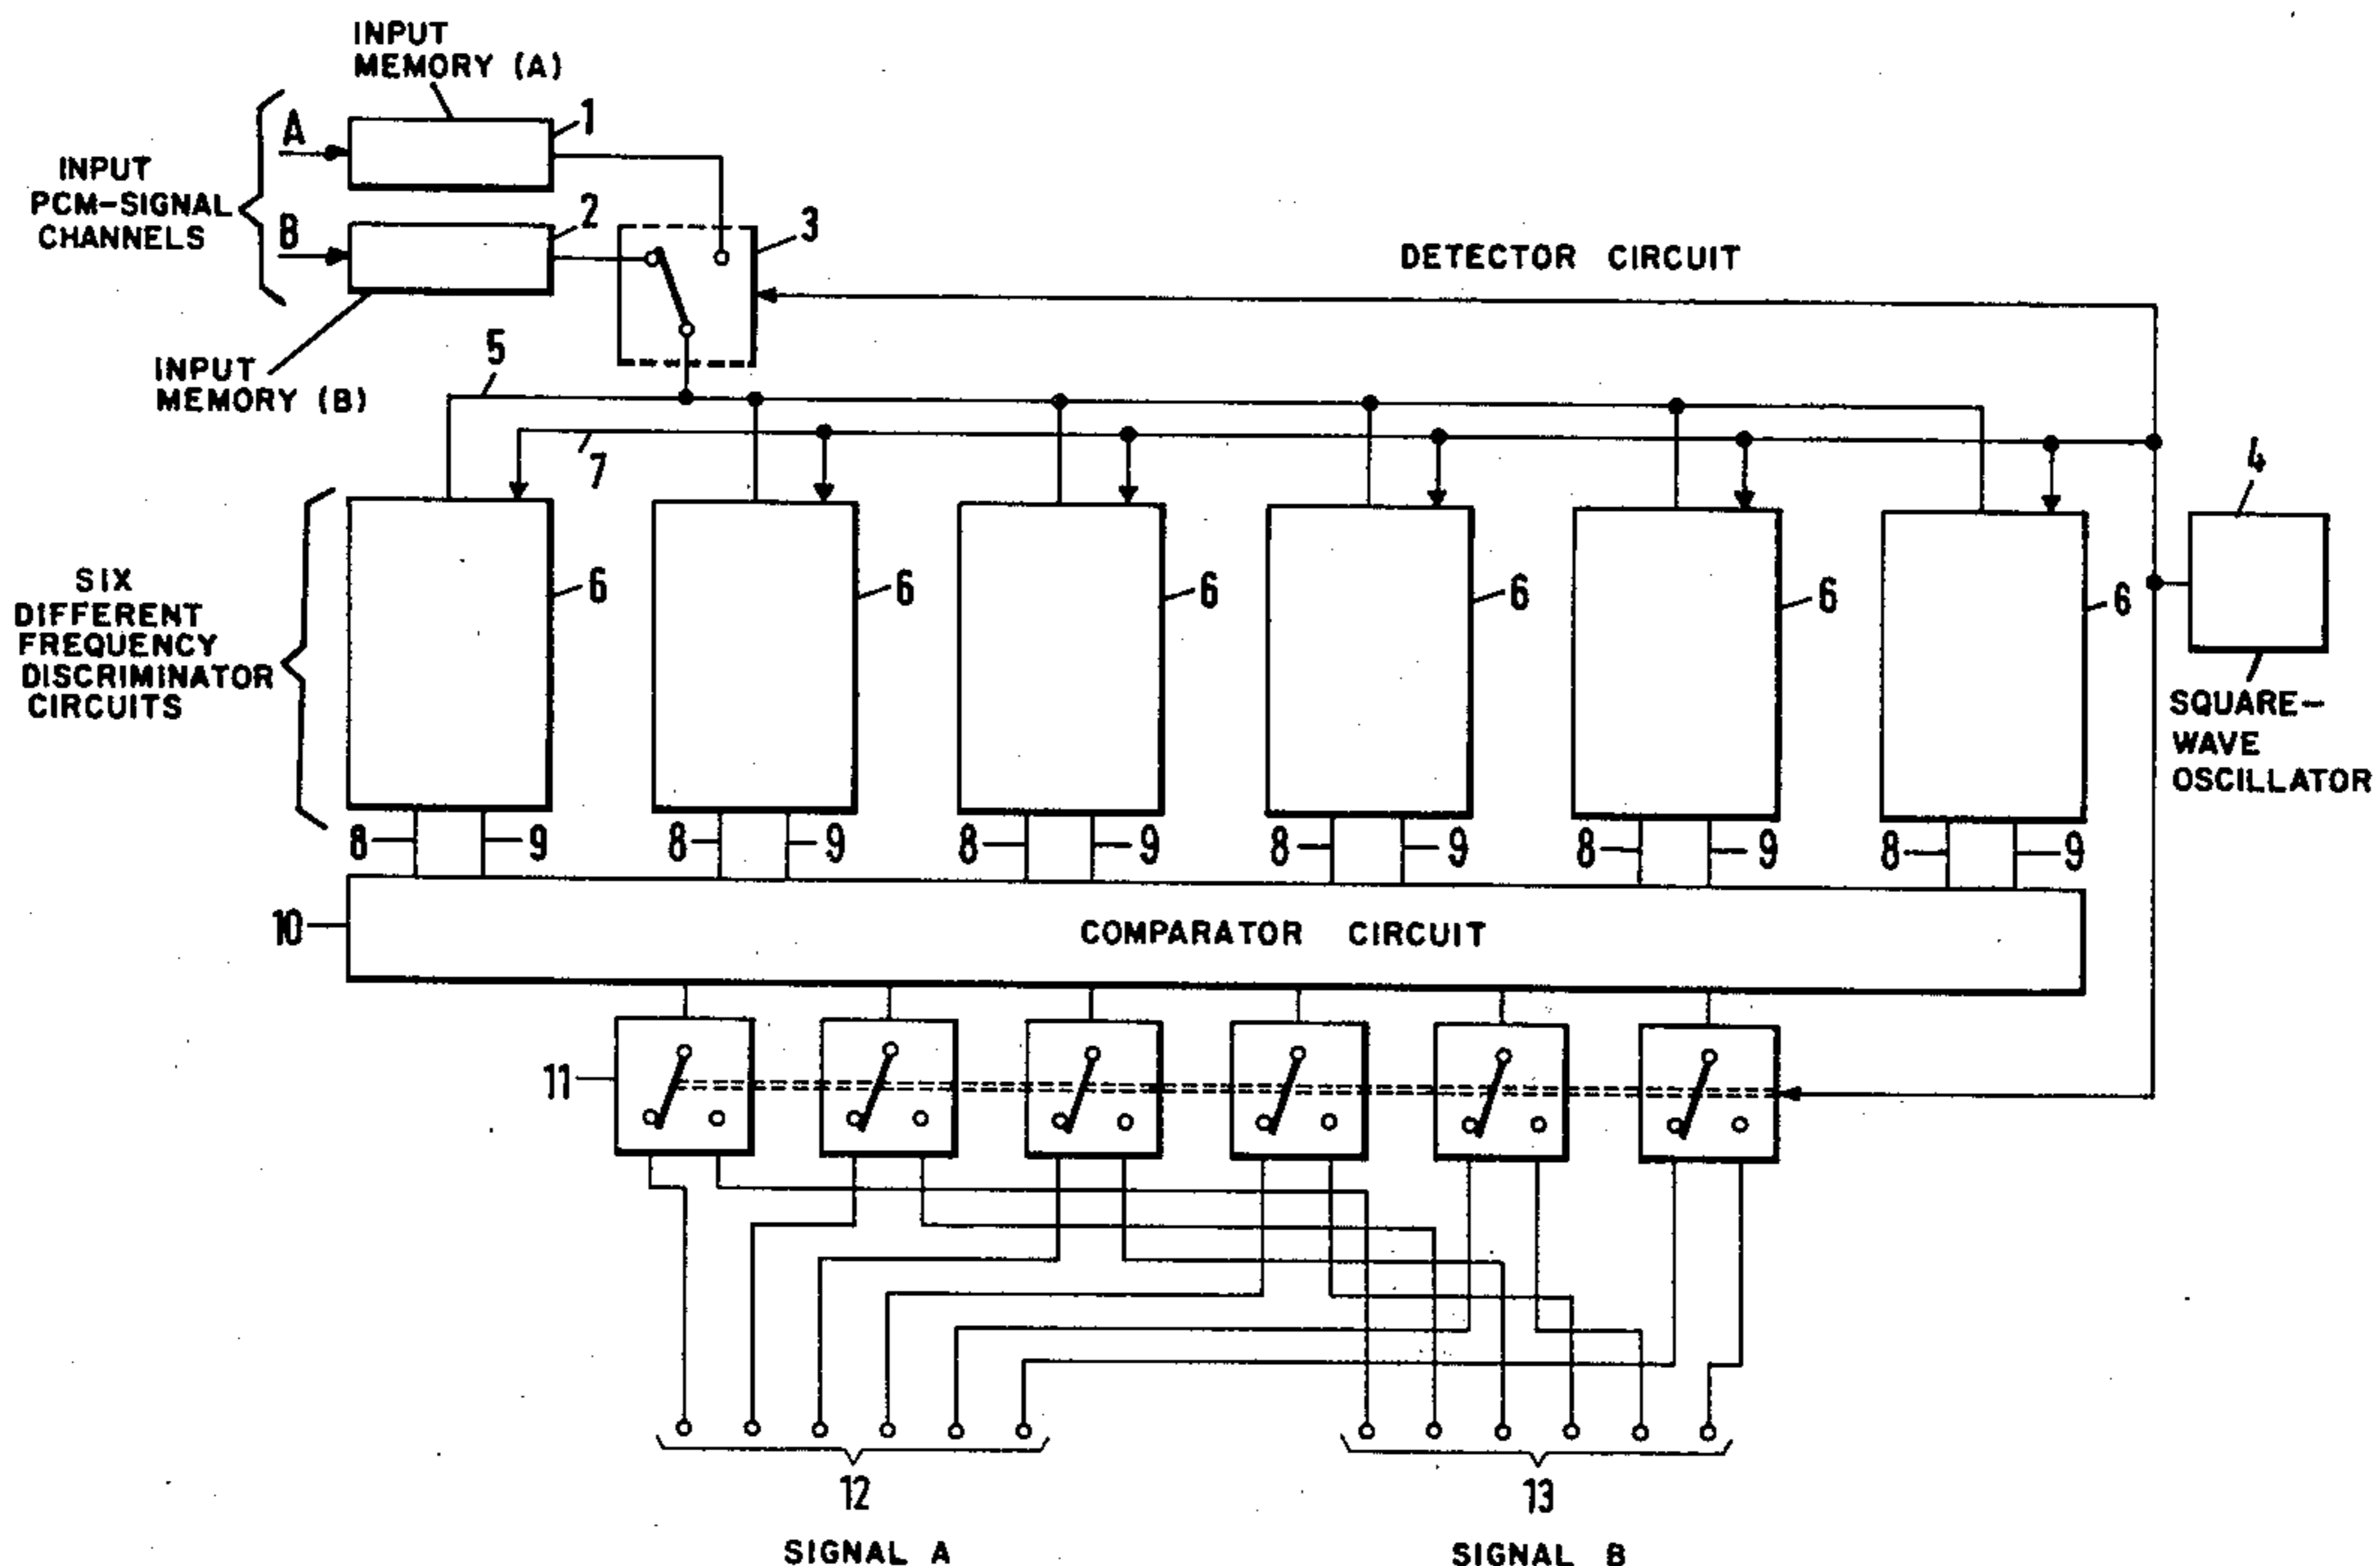 INPUT
MEMORY (A)
A
1
INPUT
PCM-SIGNAL
CHANNELS
B
2
3
DETECTOR CIRCUIT
INPUT
MEMORY (B)
5
7
4
SIX
DIFFERENT
FREQUENCY
DISCRIMINATOR
CIRCUITS
6 6 6 6 6 6
SQUARE-
WAVE
OSCILLATOR
8 9 8 9 8 9 8 9 8 9 8 9
10
COMPARATOR CIRCUIT
11
12 13
SIGNAL A SIGNAL B